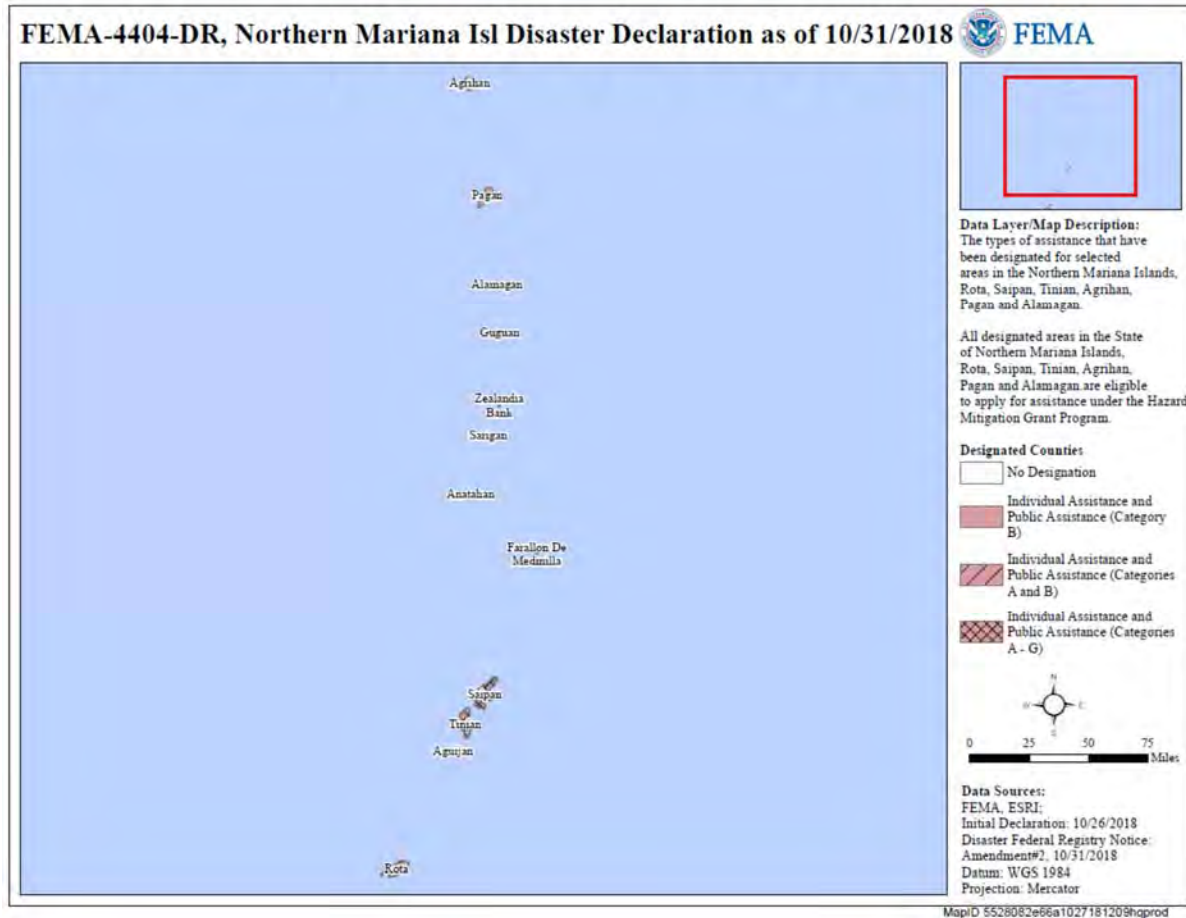 FEMA-4404-DR, Northern Mariana Isl Disaster Declaration as of 10/31/2018
FEMA
Agrihan
Pagan
Alamagan
Guguan
Zealandia
Bank
Sarigan
Anatahan
Farallon De
Medinilla
Saipan
Tinian
Agurjan
Rota
Data Layer/Map Description:
The types of assistance that have
been designated for selected
areas in the Northern Mariana Islands,
Rota, Saipan, Tinian, Agrihan,
Pagan and Alamagan.
All designated areas in the State
of Northern Mariana Islands,
Rota, Saipan, Tinian, Agrihan,
Pagan and Alamagan.are eligible
to apply for assistance under the Hazard
Mitigation Grant Program.
Designated Counties
No Designation
Individual Assistance and
Public Assistance (Category
B)
Individual Assistance and
Public Assistance (Categories
A and B)
Individual Assistance and
Public Assistance (Categories
A - G)
N
W
E
S
0 25 50 75
Miles
Data Sources:
FEMA, ESRI;
Initial Declaration: 10/26/2018
Disaster Federal Registry Notice:
Amendment#2, 10/31/2018
Datum: WGS 1984
Projection: Mercator
MapID 5528082e66a1027181209hqprod